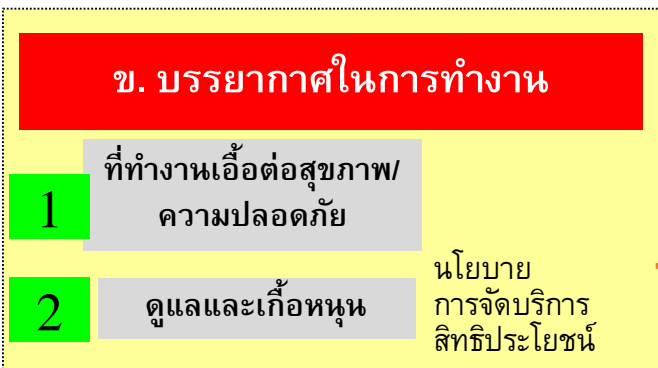 ข. บรรยากาศในการทำงาน
1
ที่ทำงานเอื้อต่อสุขภาพ/
ความปลอดภัย
2
ดูแลและเกื้อหนุน
นโยบาย
การจัดบริการ
สิทธิประโยชน์